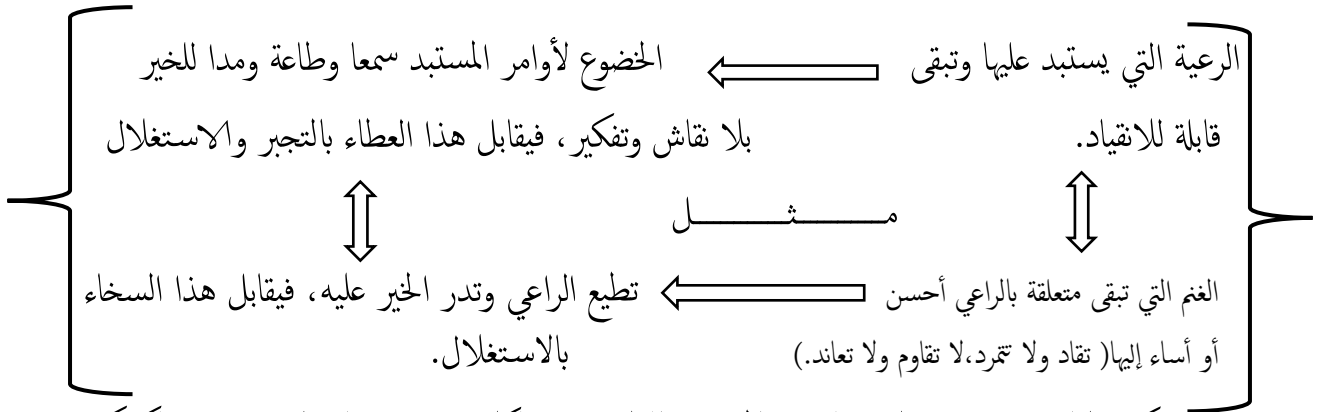 الرعية التي يستبد عليها وتبقى
قابلة للانقياد.
الخضوع لأوامر المستبد سمعا وطاعة ومدا للخير
بلا نقاش وتفكير، فيقابل هذا العطاء بالتجبر والاستغلال
مـــــثـــــــل
الغنم التي تبقى متعلقة بالراعي أحسن
أو أساء إليها( تقاد ولا تتمرد،لا تقاوم ولا تعاند.)
تطيع الراعي وتدر الخير عليه، فيقابل هذا السخاء
بالاستغلال.